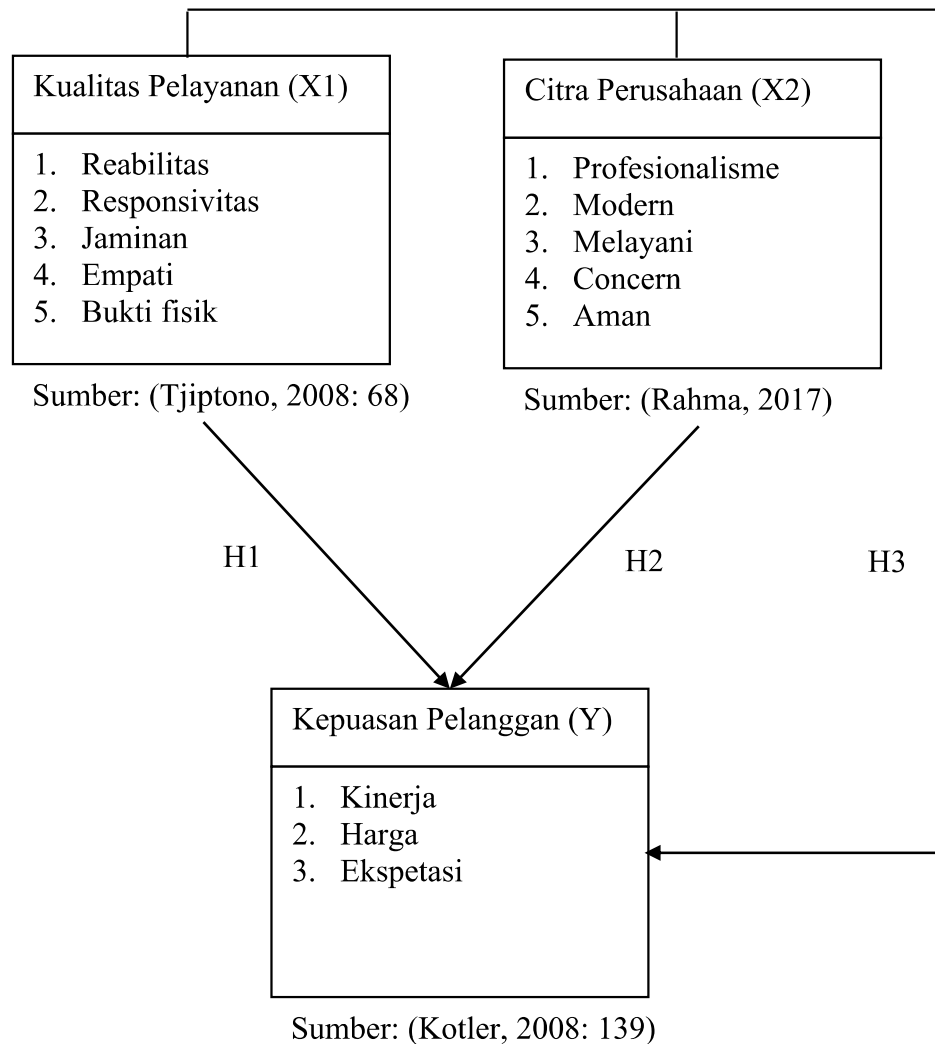 Kualitas Pelayanan (X1)
1. Reabilitas
2. Responsivitas
3. Jaminan
4. Empati
5. Bukti fisik
Sumber: (Tjiptono, 2008: 68)
Citra Perusahaan (X2)
1. Profesionalisme
2. Modern
3. Melayani
4. Concern
5. Aman
Sumber: (Rahma, 2017)
H1
H2
H3
Kepuasan Pelanggan (Y)
1. Kinerja
2. Harga
3. Ekspetasi
Sumber: (Kotler, 2008: 139)